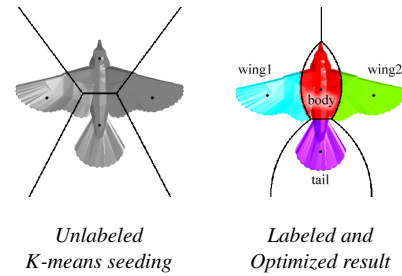 wing1
wing2
body
tail
Unlabeled
K-means seeding
Labeled and
Optimized result